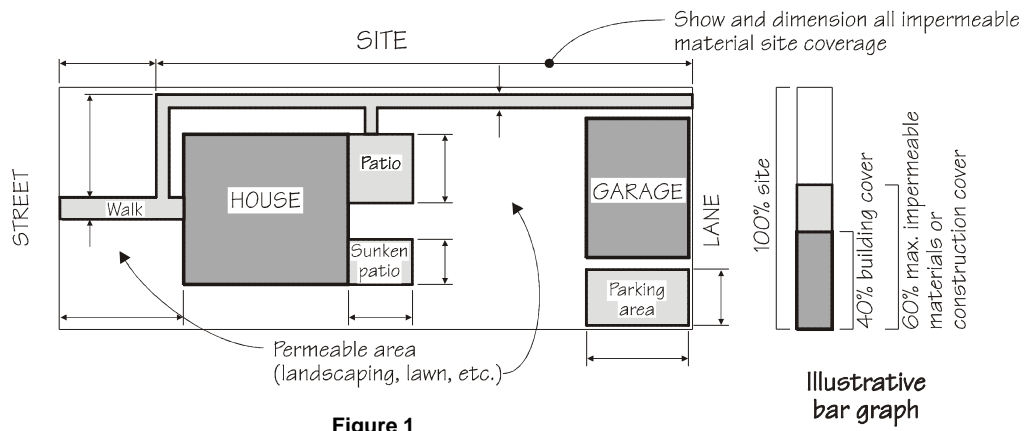 Show and dimension all impermeable
material site coverage
SITE
STREET
Walk
HOUSE
Patio
Sunken
patio
GARAGE
Parking
area
LANE
Permeable area
(landscaping, lawn, etc.)
100% site
40% building cover
60% max. impermeable
materials or
construction cover
Illustrative
bar graph
Figure 1